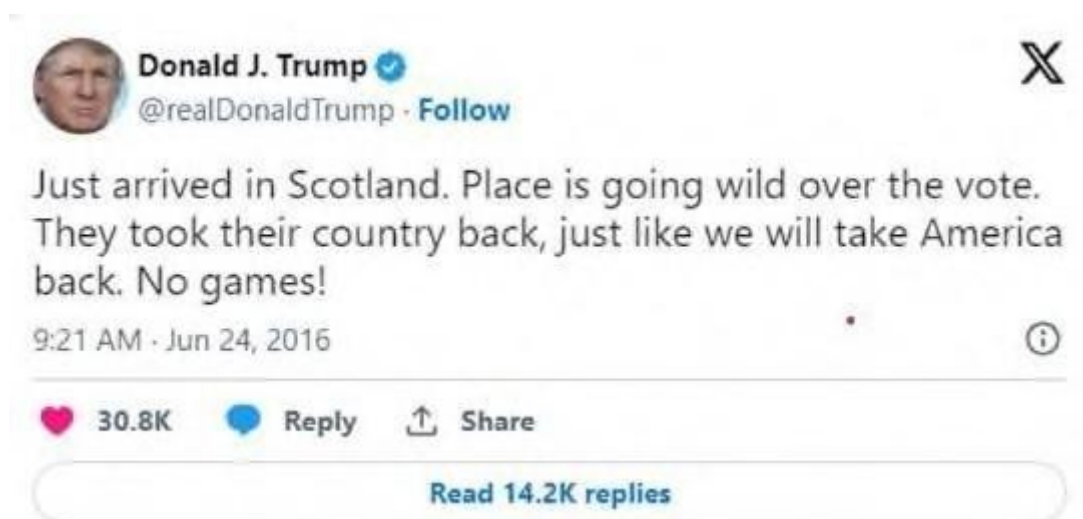 Donald J. Trump
X
@realDonaldTrump · Follow
Just arrived in Scotland. Place is going wild over the vote.
They took their country back, just like we will take America
back. No games!
9:21 AM · Jun 24, 2016
30.8K Reply Share
Read 14.2K replies